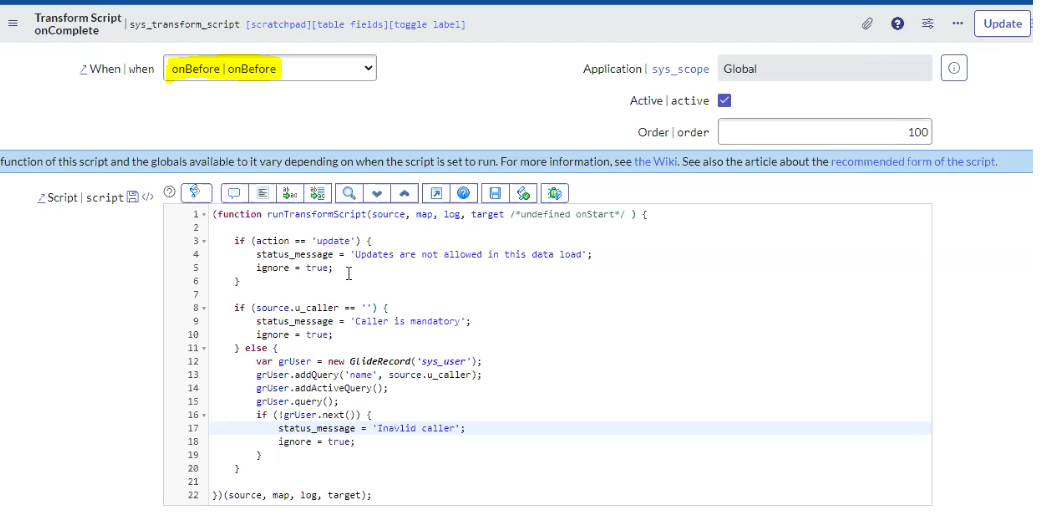 Transform Script
onComplete
|sys_transform_script [scratchpad][table fields][toggle label]
Update
When|when
onBefore|onBefore
Application| sys_scope
Global
Active|active
Order|order
100
function of this script and the globals available to it vary depending on when the script is set to run. For more information, see the Wiki. See also the article about the recommended form of the script.
Script|script
1 (function runTransformScript(source, map, log, target /*undefined onStart*/ ) {
2
3     if (action == 'update') {
4         status_message = 'Updates are not allowed in this data load';
5         ignore = true;
6     }
7
8     if (source.u_caller == '') {
9         status_message = 'Caller is mandatory';
10         ignore = true;
11     } else {
12         var grUser = new GlideRecord('sys_user');
13         grUser.addQuery('name', source.u_caller);
14         grUser.addActiveQuery();
15         grUser.query();
16         if (!grUser.next()) {
17             status_message = 'Inavlid caller';
18             ignore = true;
19         }
20     }
21
22 })(source, map, log, target);